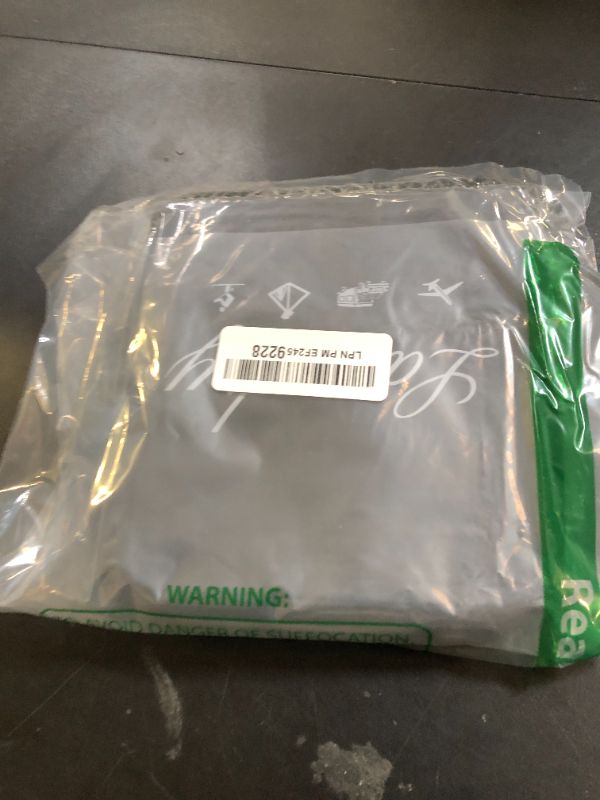 LPN PM EF2459228
WARNING:
TO AVOID DANGER OF SUFFOCATION
Rea